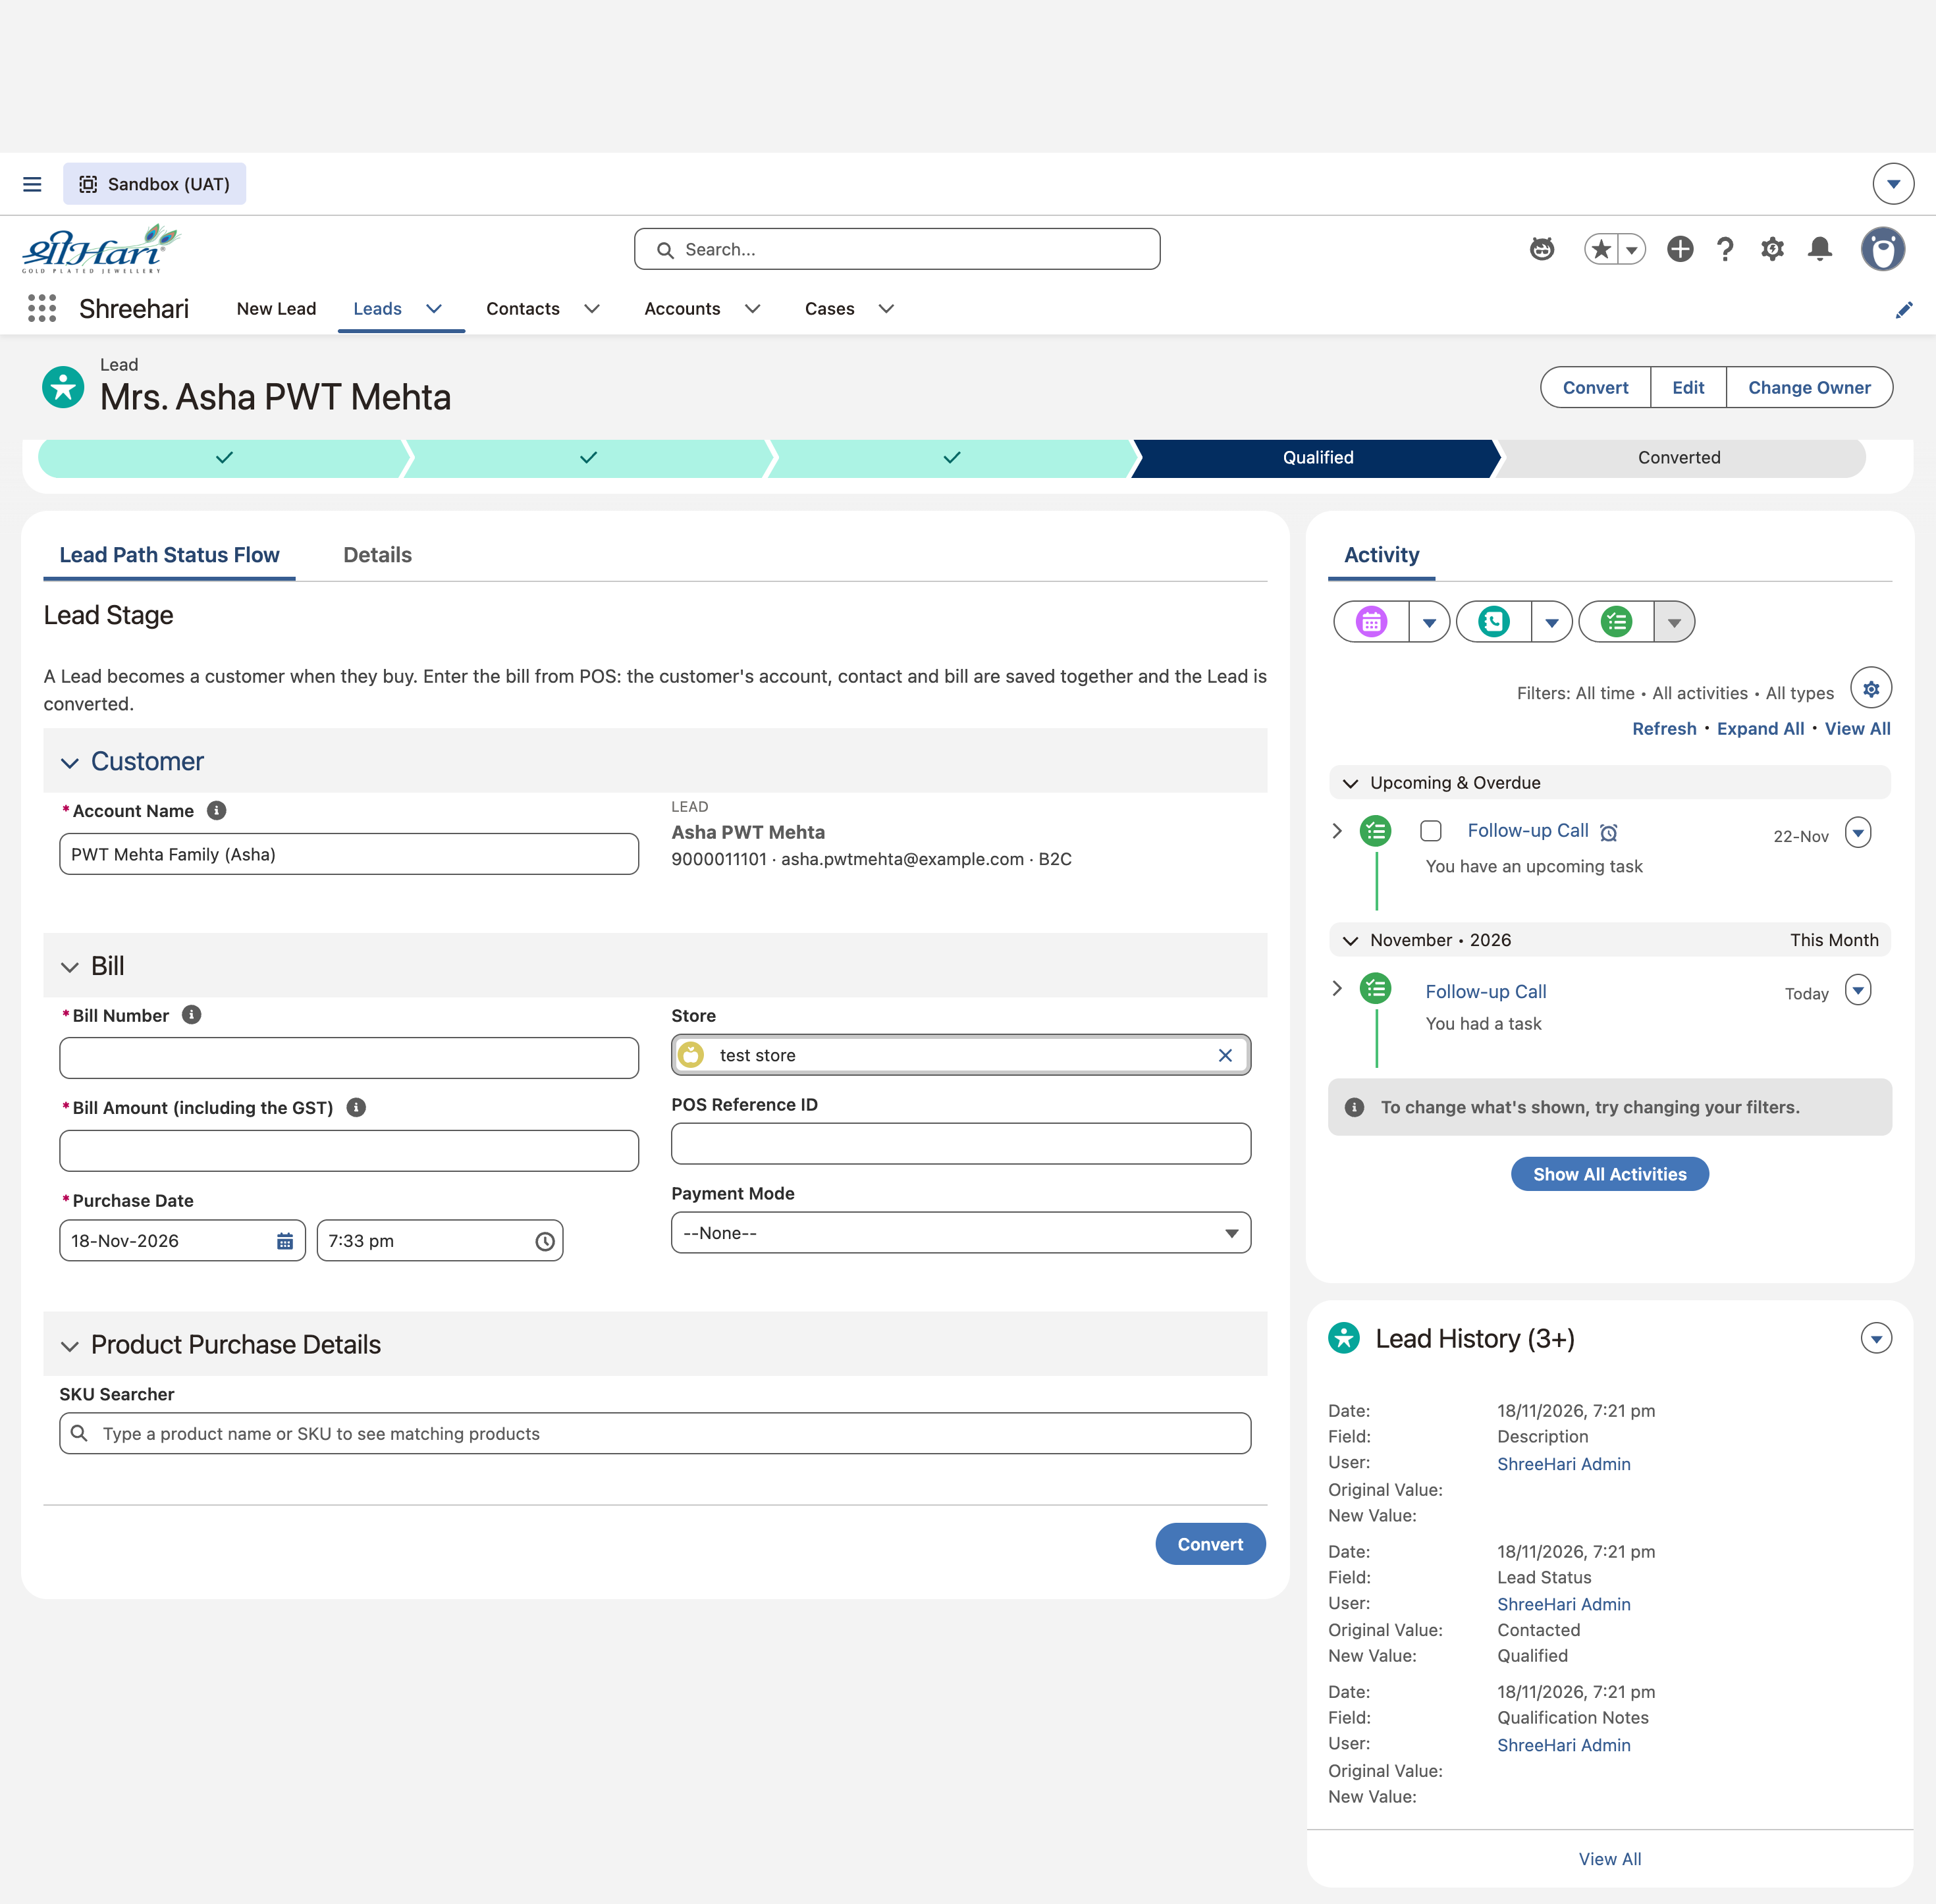 Sandbox (UAT)
श्रीHari
GOLD PLATED JEWELLERY
Search...
Shreehari
New Lead
Leads
Contacts
Accounts
Cases
Lead
Mrs. Asha PWT Mehta
Convert
Edit
Change Owner
Qualified
Converted
Lead Path Status Flow
Details
Lead Stage
A Lead becomes a customer when they buy. Enter the bill from POS: the customer's account, contact and bill are saved together and the Lead is
converted.
Customer
*Account Name
PWT Mehta Family (Asha)
LEAD
Asha PWT Mehta
9000011101 · asha.pwtmehta@example.com · B2C
Bill
*Bill Number
Store
test store
*Bill Amount (including the GST)
POS Reference ID
*Purchase Date
18-Nov-2026
7:33 pm
Payment Mode
--None--
Product Purchase Details
SKU Searcher
Type a product name or SKU to see matching products
Convert
Activity
Filters: All time • All activities • All types
Refresh • Expand All • View All
Upcoming & Overdue
Follow-up Call
22-Nov
You have an upcoming task
November • 2026
This Month
Follow-up Call
Today
You had a task
To change what's shown, try changing your filters.
Show All Activities
Lead History (3+)
Date: 18/11/2026, 7:21 pm
Field: Description
User: ShreeHari Admin
Original Value:
New Value:
Date: 18/11/2026, 7:21 pm
Field: Lead Status
User: ShreeHari Admin
Original Value: Contacted
New Value: Qualified
Date: 18/11/2026, 7:21 pm
Field: Qualification Notes
User: ShreeHari Admin
Original Value:
New Value:
View All